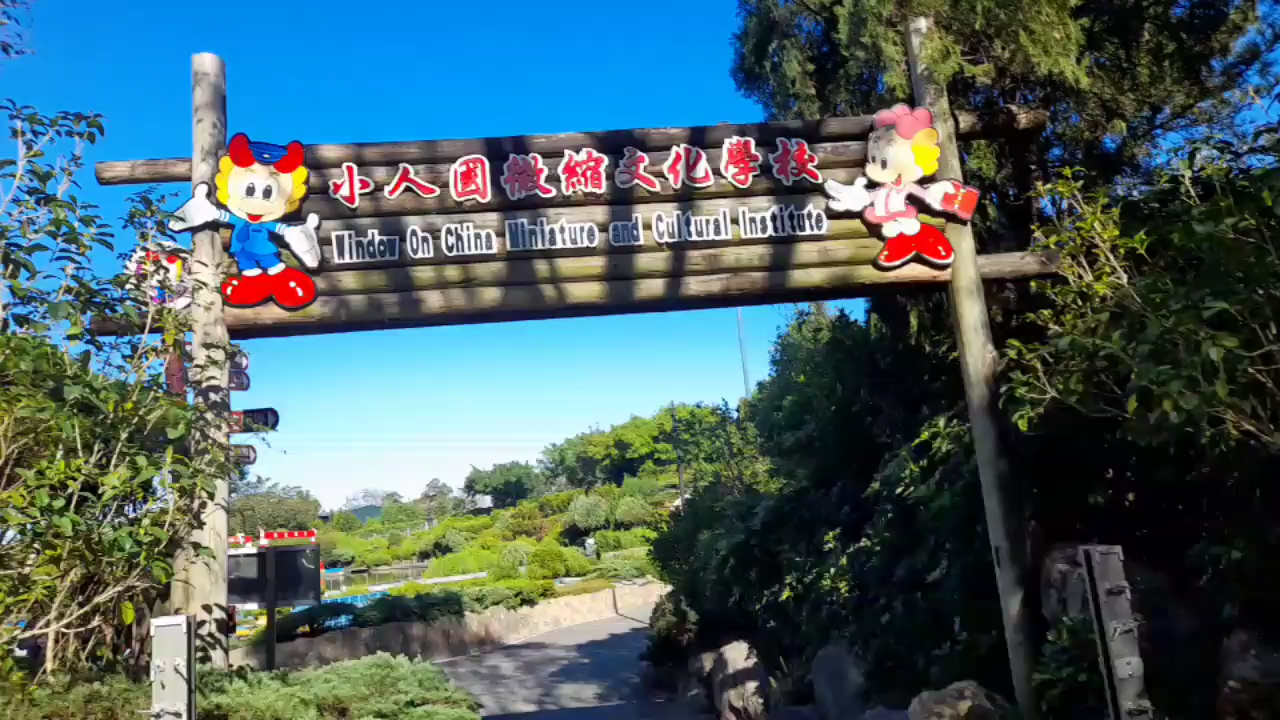 小人國微縮文化學校
Window On China Miniature and Cultural Institute